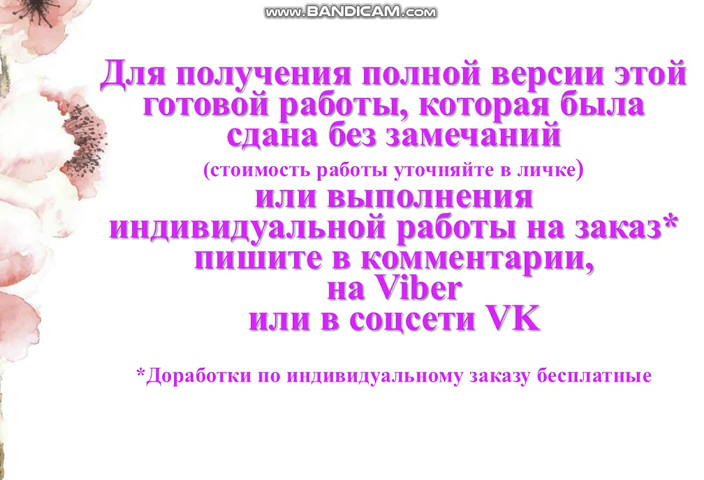 www.BANDICAM.com
Для получения полной версии этой
готовой работы, которая была
сдана без замечаний
(стоимость работы уточняйте в личке)
или выполнения
индивидуальной работы на заказ*
пишите в комментарии,
на Viber
или в соцсети VK
*Доработки по индивидуальному заказу бесплатные